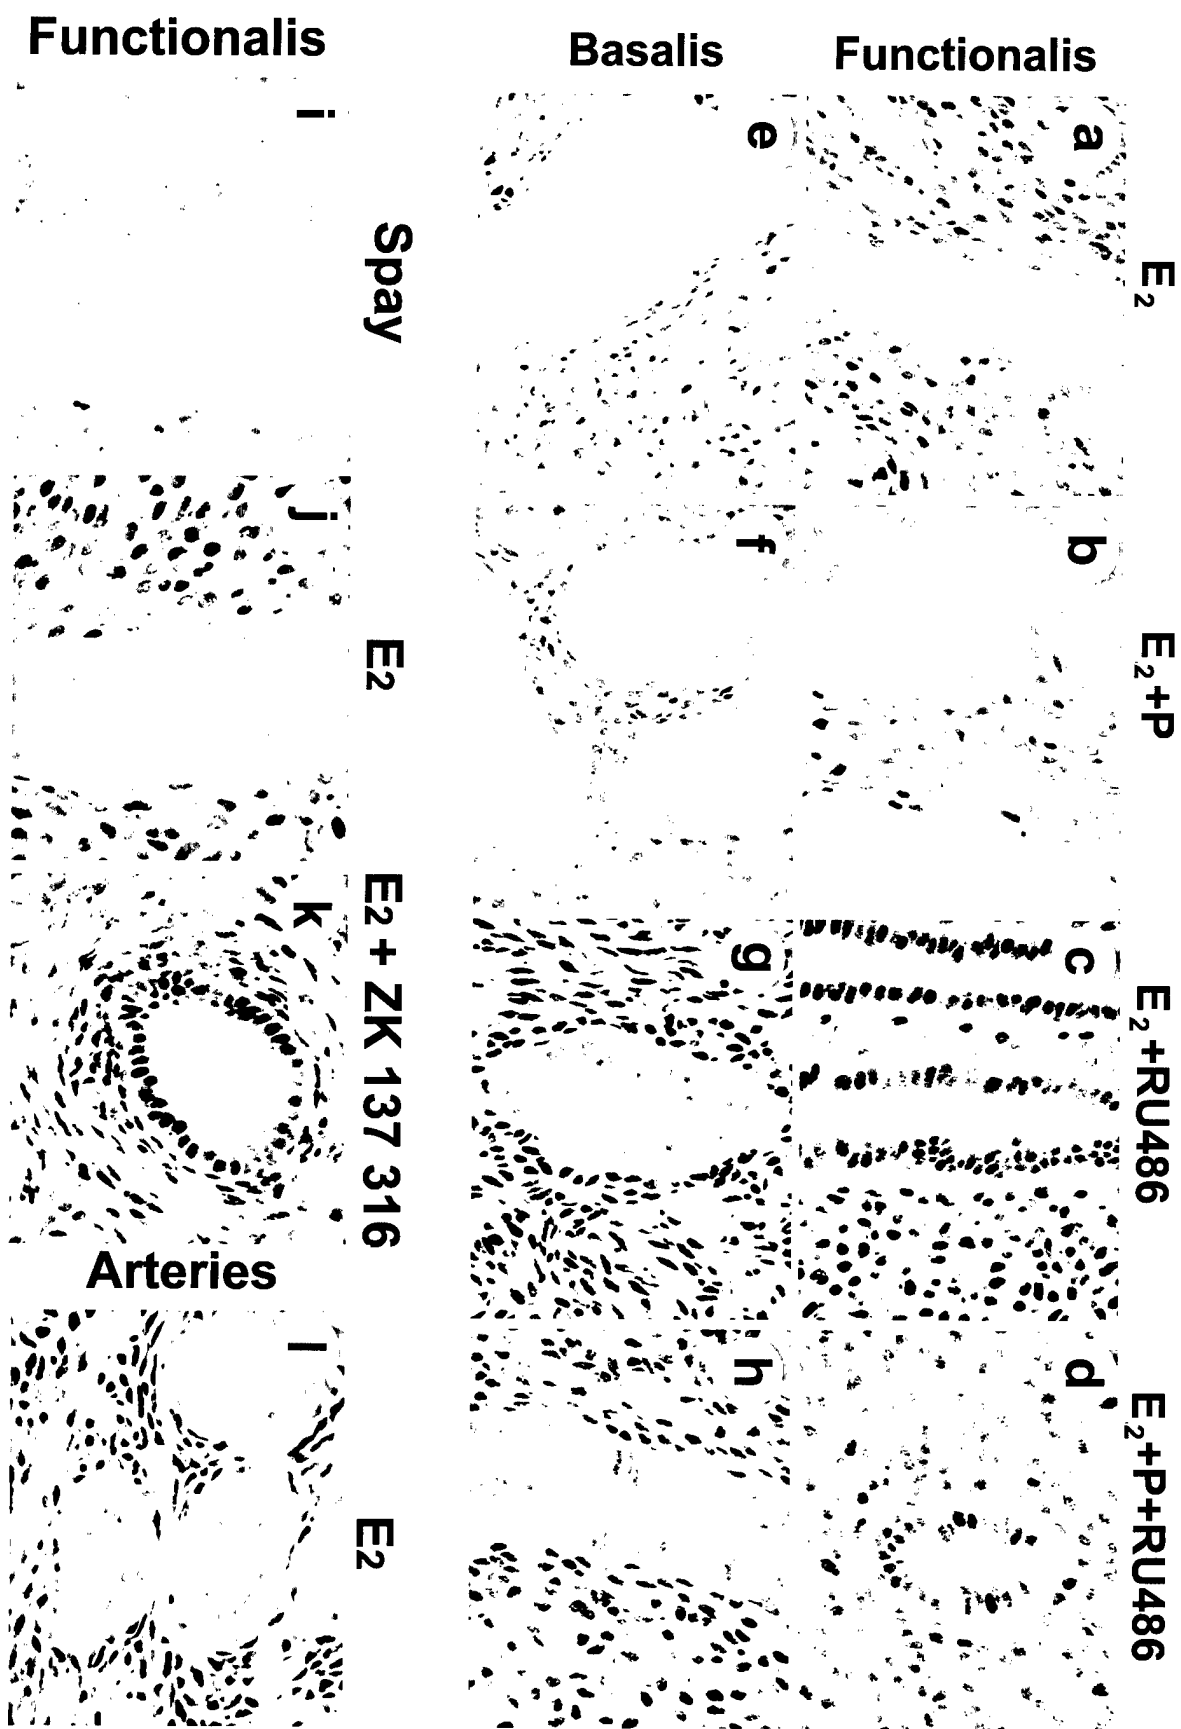 Functionalis
Basalis
Functionalis
E2
E2+P
E2+RU486
E2+P+RU486
a
b
c
d
e
f
g
h
Spay
E2
E2 + ZK 137 316
i
j
k
Arteries
E2
l